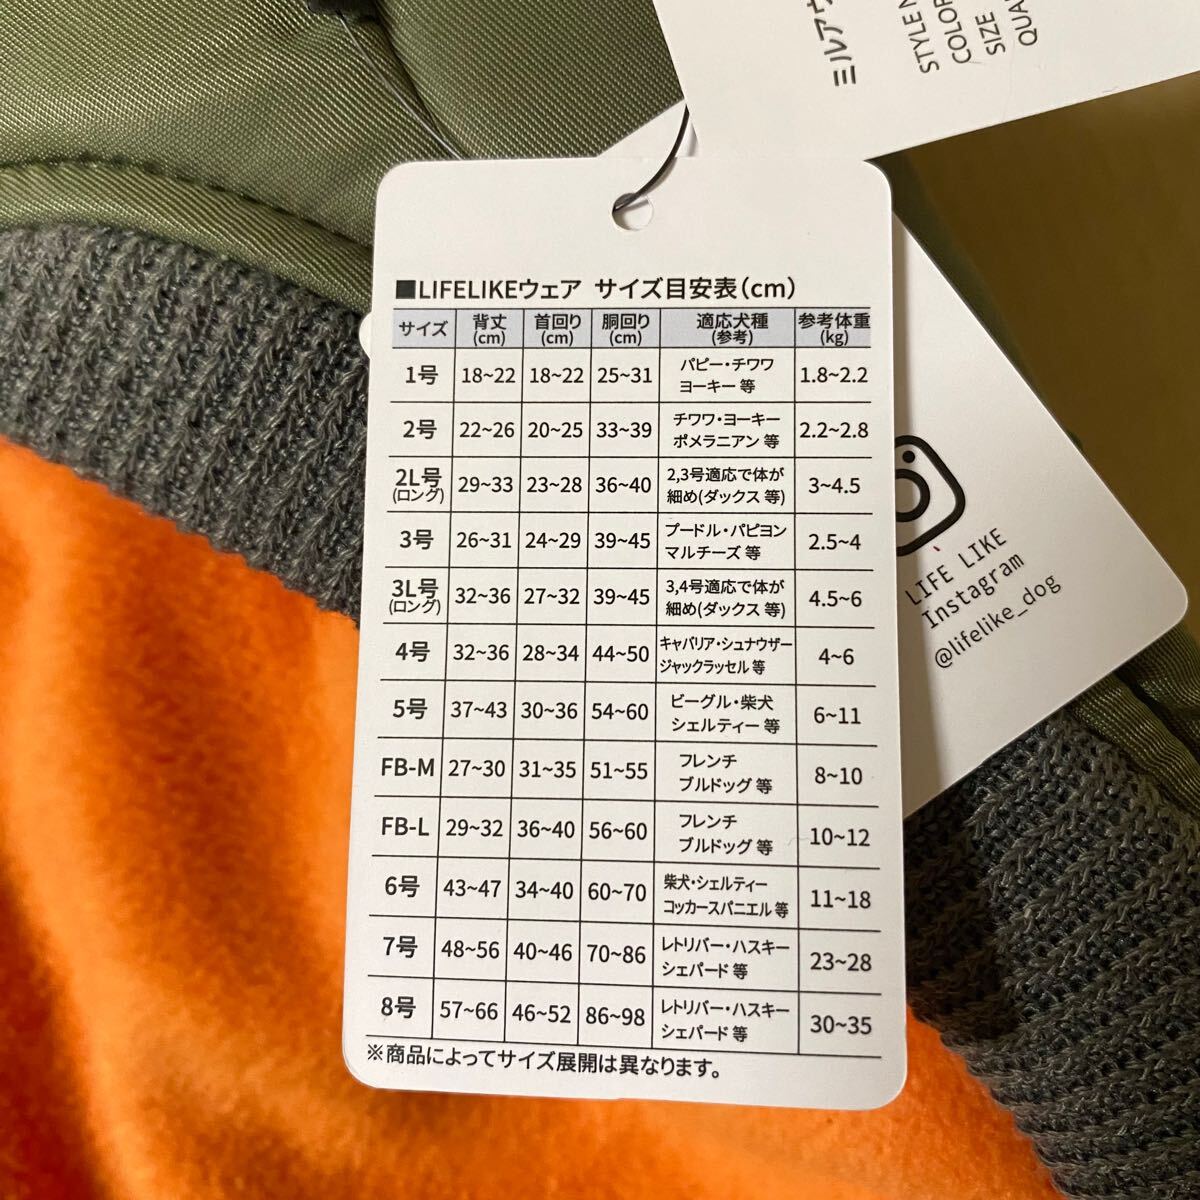 ミルアウ
STYLE N
COLOR
SIZE
QUA
■LIFELIKEウェア サイズ目安表(cm)
サイズ 背丈(cm) 首回り(cm) 胴回り(cm) 適応犬種(参考) 参考体重(kg)
1号 18~22 18~22 25~31 パピー・チワワ ヨーキー 等 1.8~2.2
2号 22~26 20~25 33~39 チワワ・ヨーキー ポメラニアン 等 2.2~2.8
2L号(ロング) 29~33 23~28 36~40 2,3号適応で体が細め(ダックス 等) 3~4.5
3号 26~31 24~29 39~45 プードル・パピヨン マルチーズ 等 2.5~4
3L号(ロング) 32~36 27~32 39~45 3,4号適応で体が細め(ダックス 等) 4.5~6
4号 32~36 28~34 44~50 キャバリア・シュナウザー ジャックラッセル 等 4~6
5号 37~43 30~36 54~60 ビーグル・柴犬 シェルティー 等 6~11
FB-M 27~30 31~35 51~55 フレンチ ブルドッグ 等 8~10
FB-L 29~32 36~40 56~60 フレンチ ブルドッグ 等 10~12
6号 43~47 34~40 60~70 柴犬・シェルティー コッカースパニエル 等 11~18
7号 48~56 40~46 70~86 レトリバー・ハスキー シェパード 等 23~28
8号 57~66 46~52 86~98 レトリバー・ハスキー シェパード 等 30~35
※商品によってサイズ展開は異なります。
LIFE LIKE
Instagram
@lifelike_dog